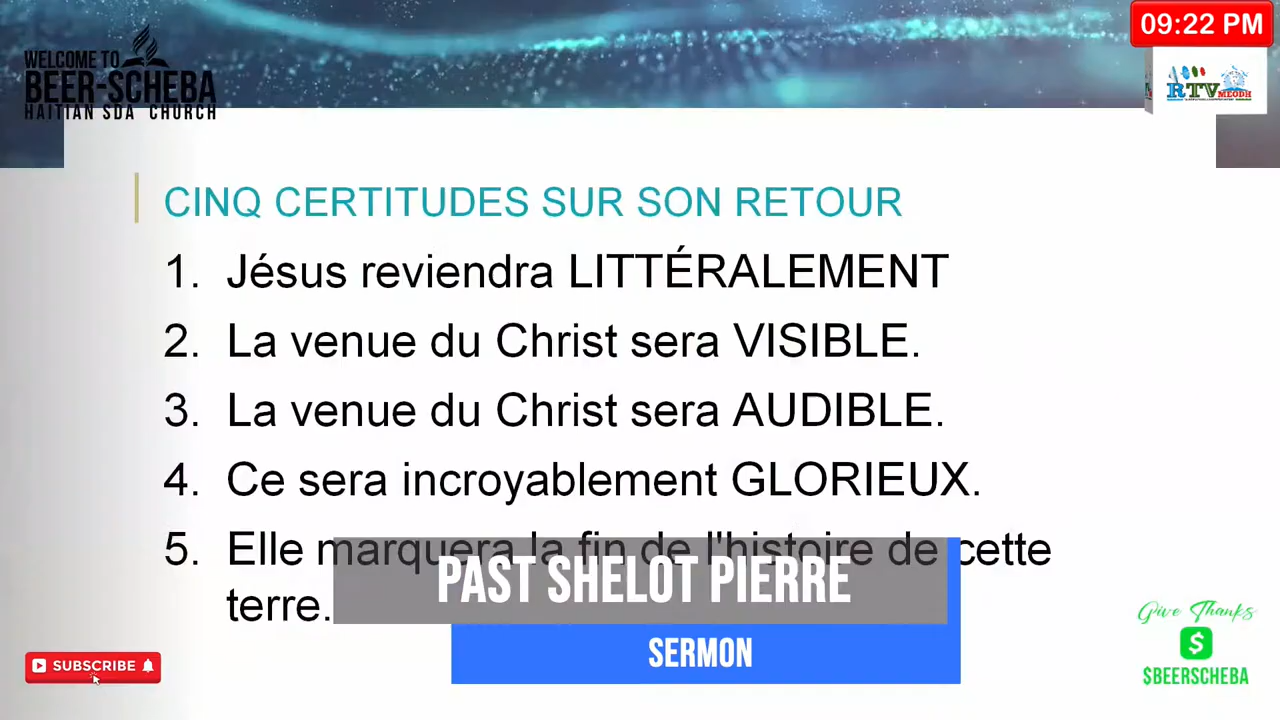 WELCOME TO
BEER-SCHEBA
HAITIAN SDA CHURCH
09:22 PM
RTV MEODH
CINQ CERTITUDES SUR SON RETOUR
1. Jésus reviendra LITTÉRALEMENT
2. La venue du Christ sera VISIBLE.
3. La venue du Christ sera AUDIBLE.
4. Ce sera incroyablement GLORIEUX.
5. Elle marquera la fin de l'histoire de cette
terre.
PAST SHELOT PIERRE
SERMON
SUBSCRIBE
Give Thanks
$
$BEERSCHEBA